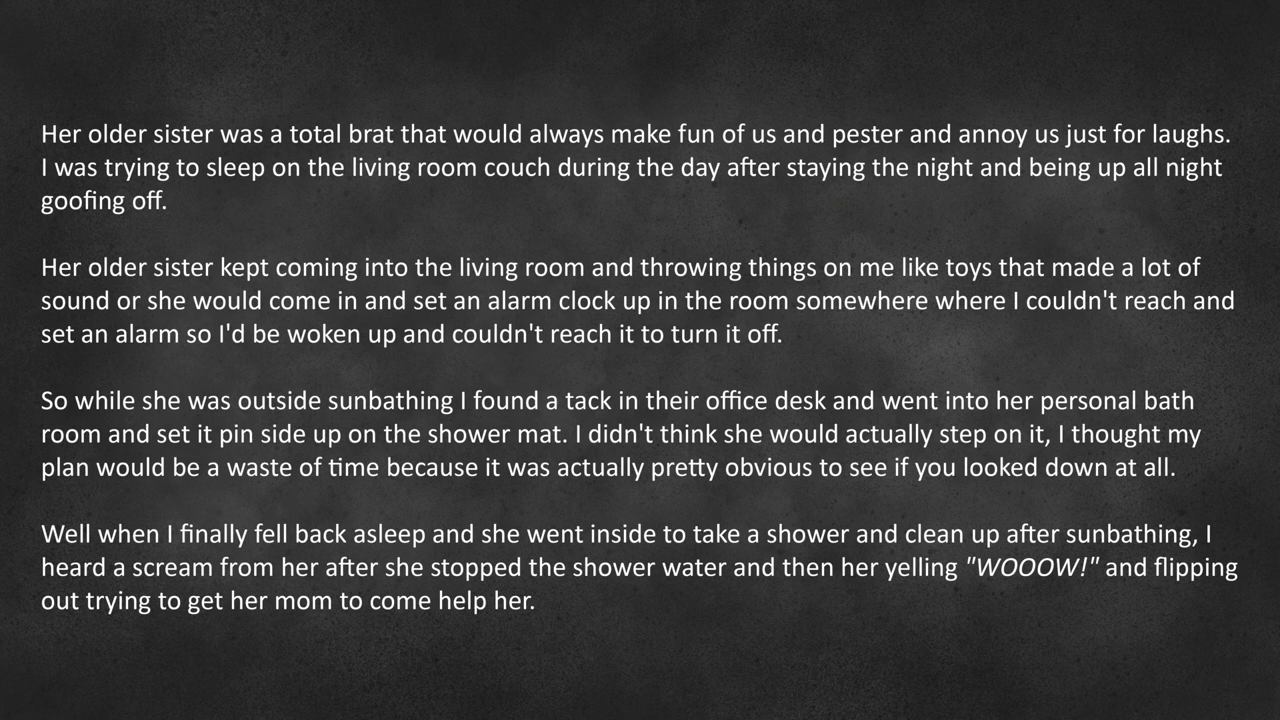 Her older sister was a total brat that would always make fun of us and pester and annoy us just for laughs.
I was trying to sleep on the living room couch during the day after staying the night and being up all night
goofing off.
Her older sister kept coming into the living room and throwing things on me like toys that made a lot of
sound or she would come in and set an alarm clock up in the room somewhere where I couldn't reach and
set an alarm so I'd be woken up and couldn't reach it to turn it off.
So while she was outside sunbathing I found a tack in their office desk and went into her personal bath
room and set it pin side up on the shower mat. I didn't think she would actually step on it, I thought my
plan would be a waste of time because it was actually pretty obvious to see if you looked down at all.
Well when I finally fell back asleep and she went inside to take a shower and clean up after sunbathing, I
heard a scream from her after she stopped the shower water and then her yelling "WOOOW!" and flipping
out trying to get her mom to come help her.